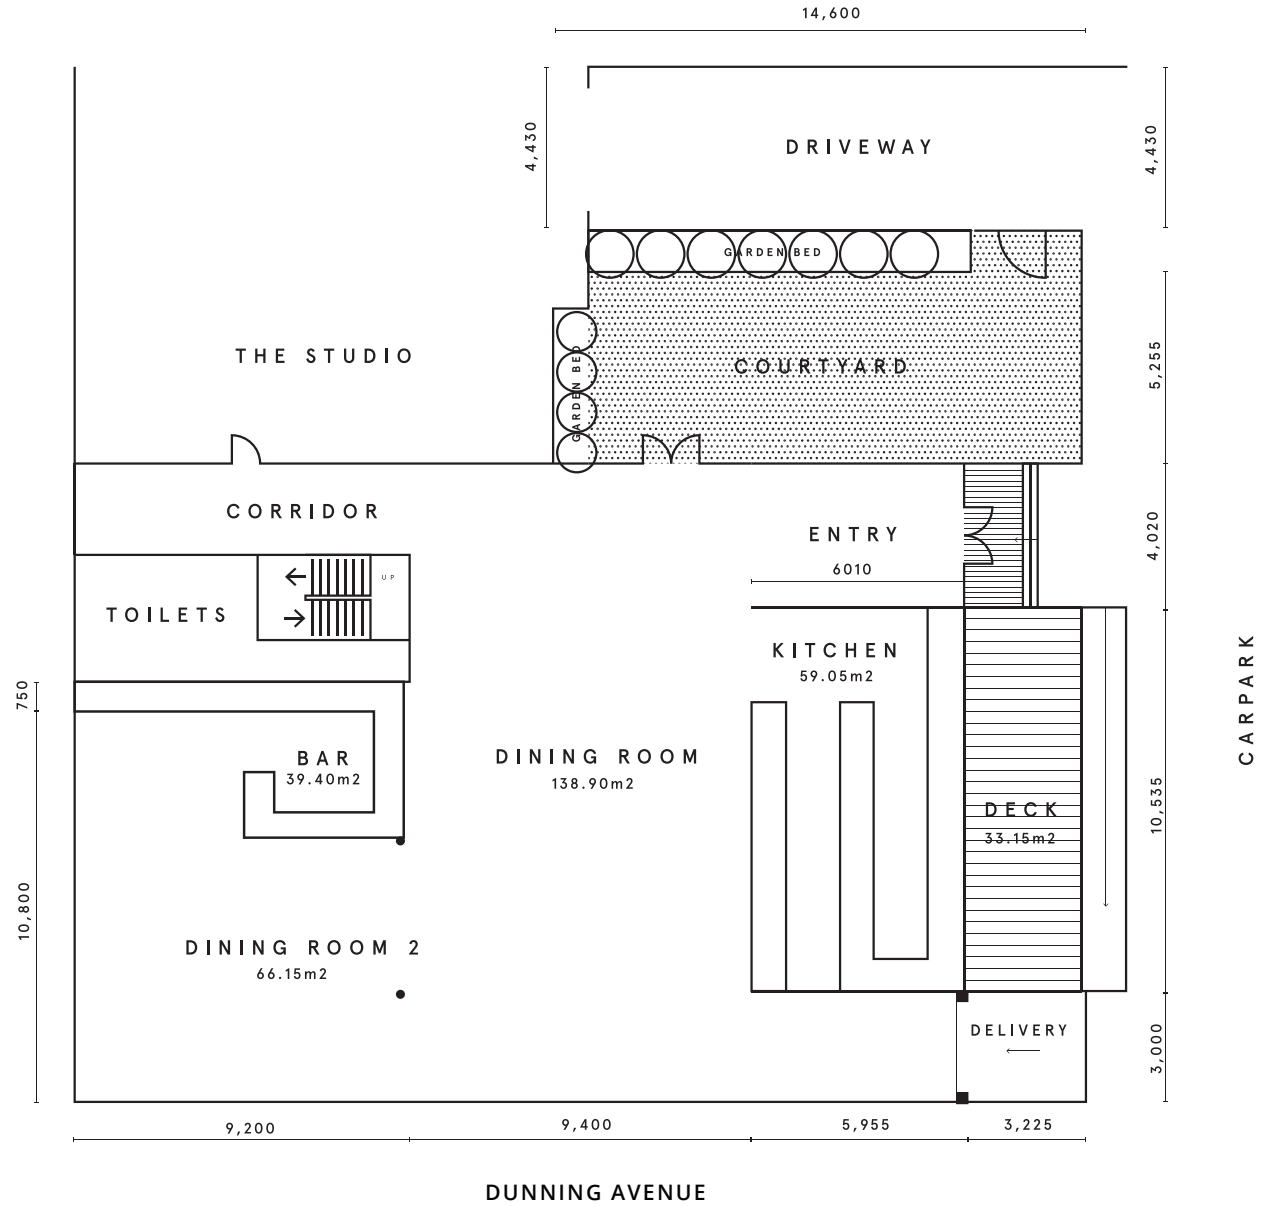 14,600
4,430
DRIVEWAY
4,430
GARDEN BED
THE STUDIO
GARDEN BED
COURTYARD
5,255
CORRIDOR
ENTRY
4,020
6010
UP
TOILETS
KITCHEN
59.05m2
CARPARK
750
BAR
39.40m2
DINING ROOM
138.90m2
DECK
33.15m2
10,535
10,800
DINING ROOM 2
66.15m2
DELIVERY
3,000
9,200
9,400
5,955
3,225
DUNNING AVENUE